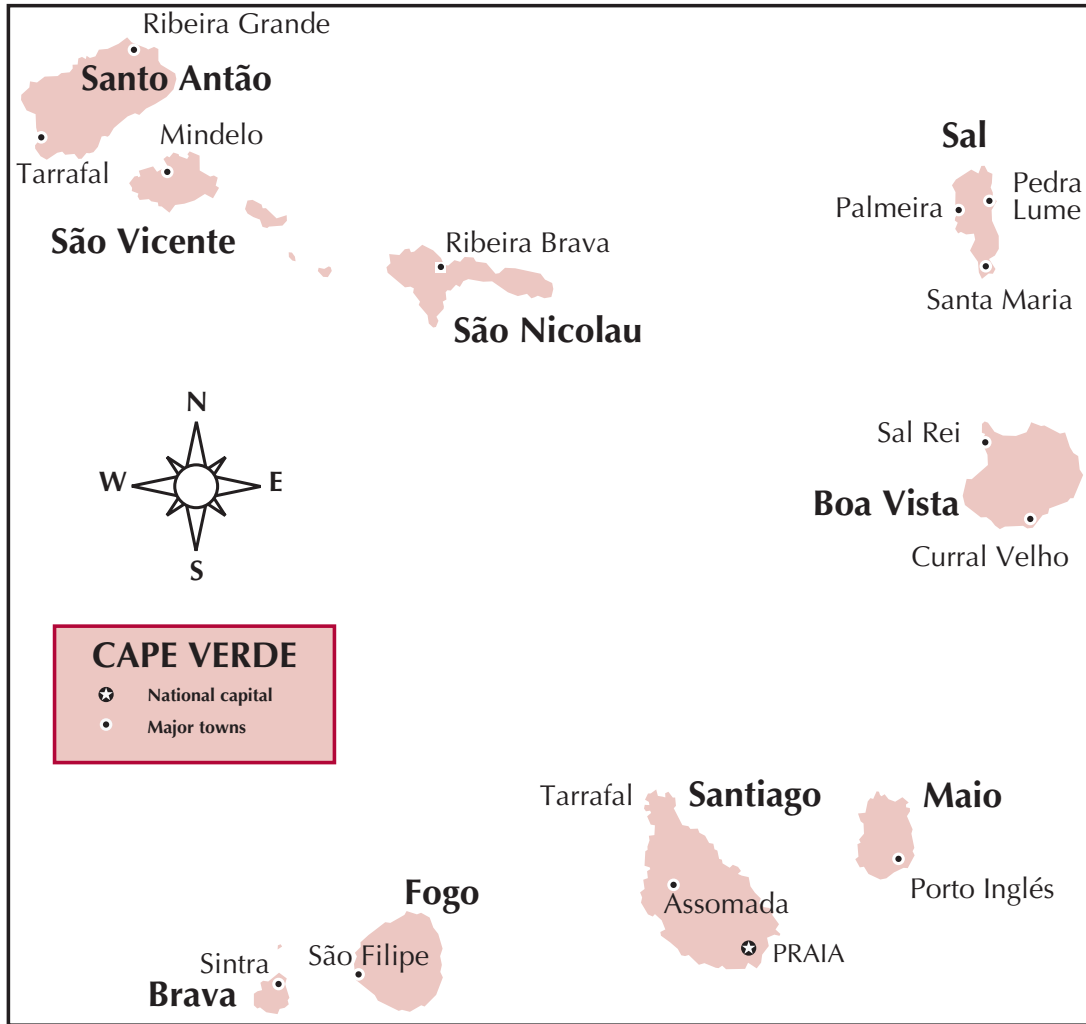 Ribeira Grande
Santo Antão
Mindelo
Tarrafal
São Vicente
Ribeira Brava
São Nicolau
Sal
Pedra
Lume
Palmeira
Santa Maria
N
W
E
S
Sal Rei
Boa Vista
Curral Velho
CAPE VERDE
National capital
Major towns
Tarrafal
Santiago
Maio
Assomada
Porto Inglés
PRAIA
Fogo
São Filipe
Sintra
Brava